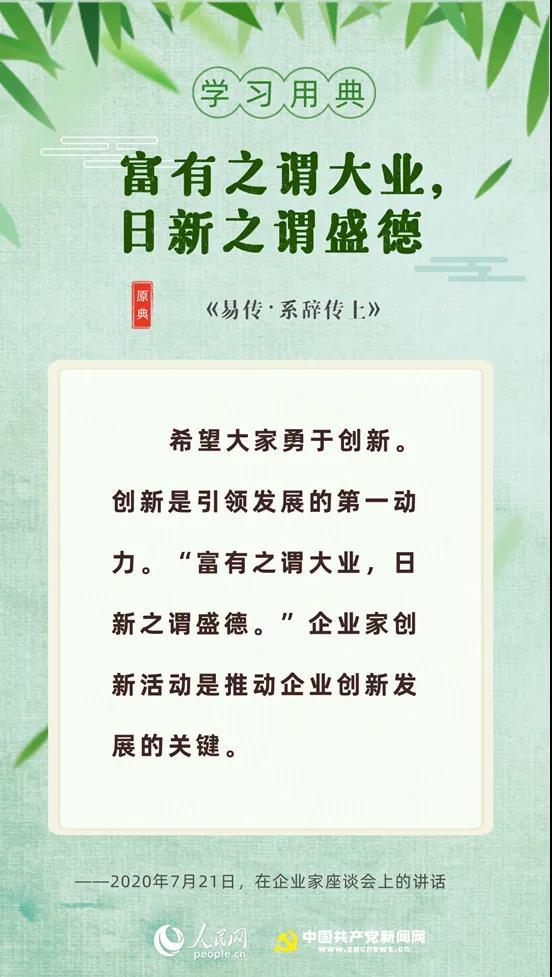 学习用典
富有之谓大业，
日新之谓盛德
原典
《易传·系辞传上》
希望大家勇于创新。
创新是引领发展的第一动
力。“富有之谓大业，日
新之谓盛德。”企业家创
新活动是推动企业创新发
展的关键。
——2020年7月21日，在企业家座谈会上的讲话
人民网
people.cn
中国共产党新闻网
www.cpcnews.cn